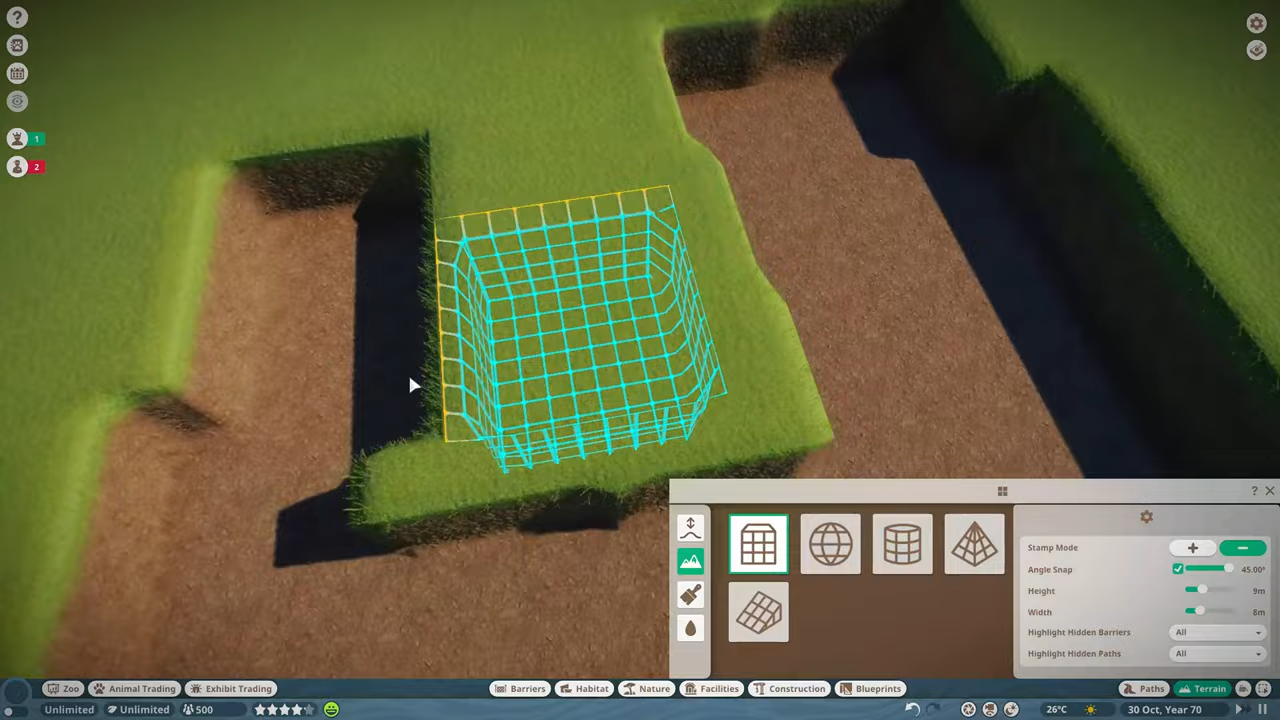 ?
1
2
? ×
Stamp Mode + −
Angle Snap 45.00°
Height 9m
Width 8m
Highlight Hidden Barriers All
Highlight Hidden Paths All
Zoo Animal Trading Exhibit Trading Barriers Habitat Nature Facilities Construction Blueprints Paths Terrain
Unlimited Unlimited 500 26°C 30 Oct, Year 70